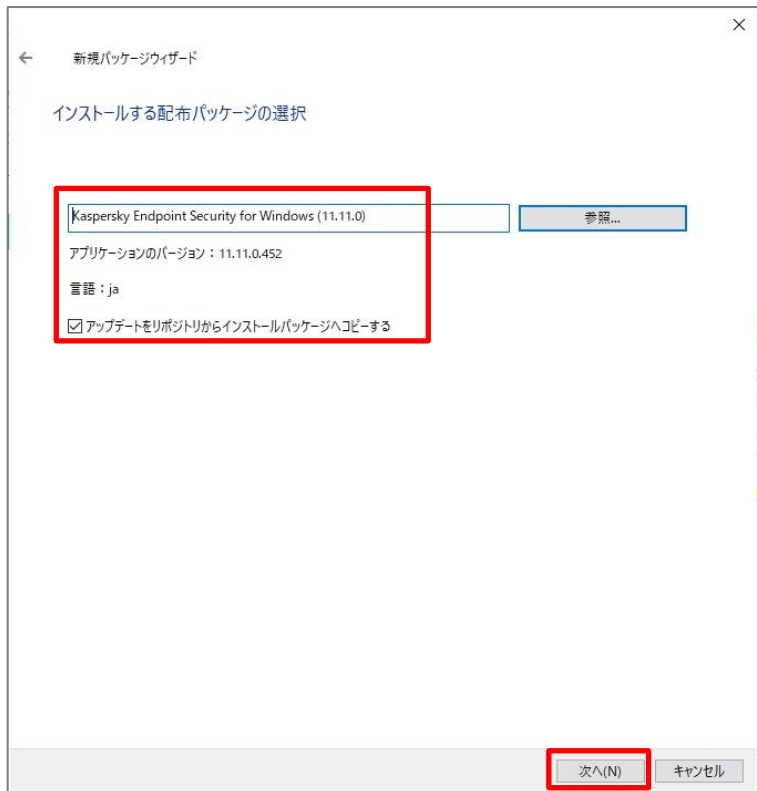 新規パッケージウィザード
インストールする配布パッケージの選択
Kaspersky Endpoint Security for Windows (11.11.0)
参照...
アプリケーションのバージョン：11.11.0.452
言語：ja
アップデートをリポジトリからインストールパッケージへコピーする
次へ(N)
キャンセル